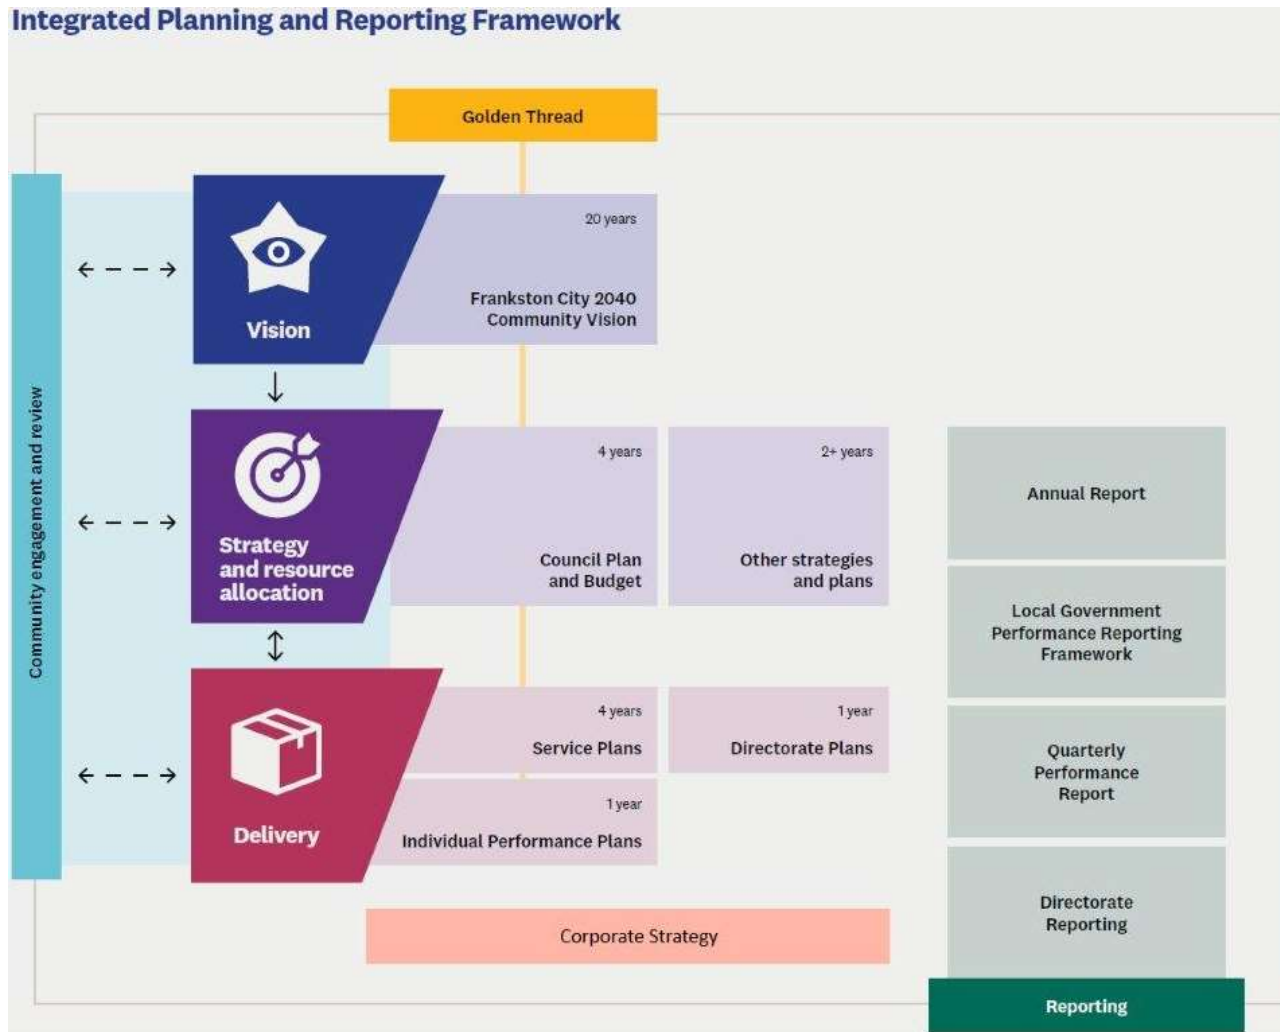 Integrated Planning and Reporting Framework
Golden Thread
Community engagement and review
Vision
20 years
Frankston City 2040
Community Vision
Strategy
and resource
allocation
4 years
Council Plan
and Budget
2+ years
Other strategies
and plans
Delivery
4 years
Service Plans
1 year
Directorate Plans
1 year
Individual Performance Plans
Corporate Strategy
Annual Report
Local Government
Performance Reporting
Framework
Quarterly
Performance
Report
Directorate
Reporting
Reporting